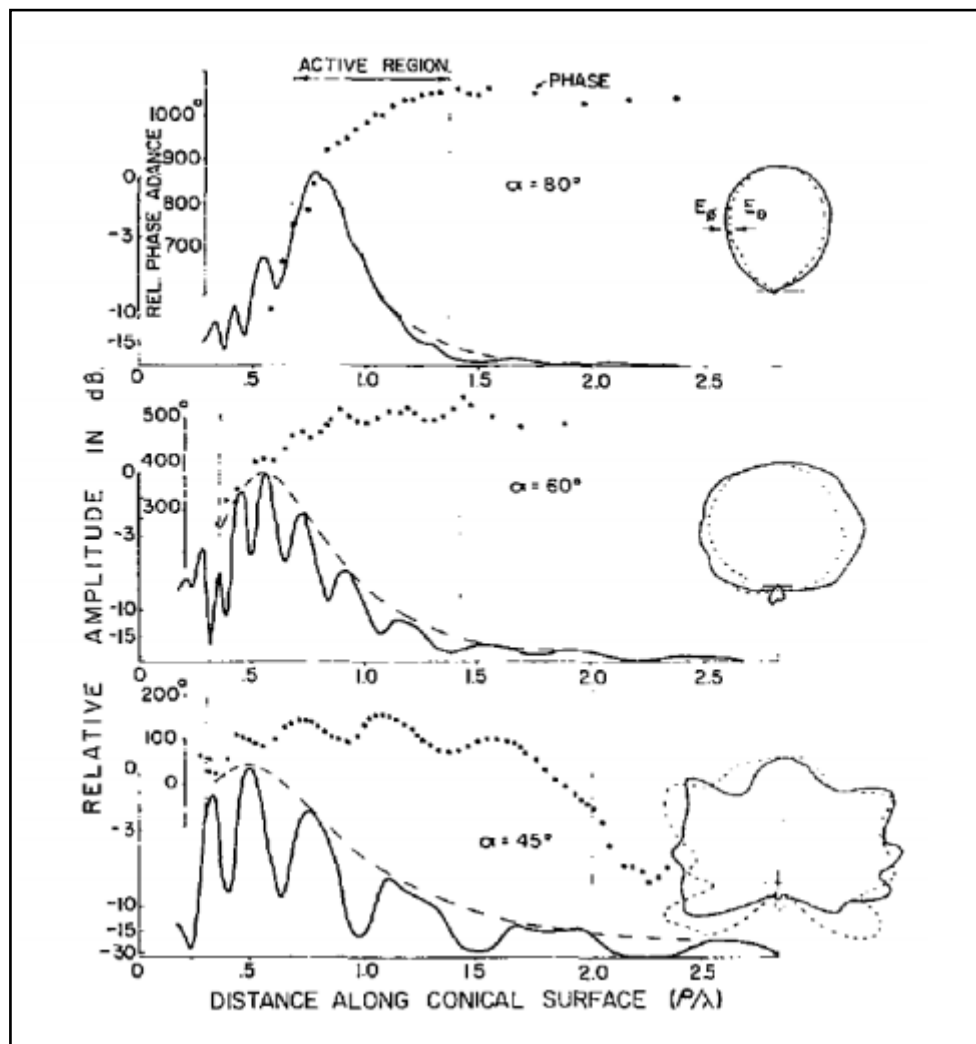 ACTIVE REGION
PHASE
1000°
900
800
700
REL. PHASE ADANCE
0
-3
-10
-15
α = 80°
E_ø E_θ
0 .5 1.0 1.5 2.0 2.5
500°
400
300
0
-3
-10
-15
α = 60°
0 .5 1.0 1.5 2.0 2.5
200°
100
0
0
-3
-10
-15
-30
α = 45°
0 .5 1.0 1.5 2.0 2.5
RELATIVE AMPLITUDE IN dB.
DISTANCE ALONG CONICAL SURFACE (ρ/λ)